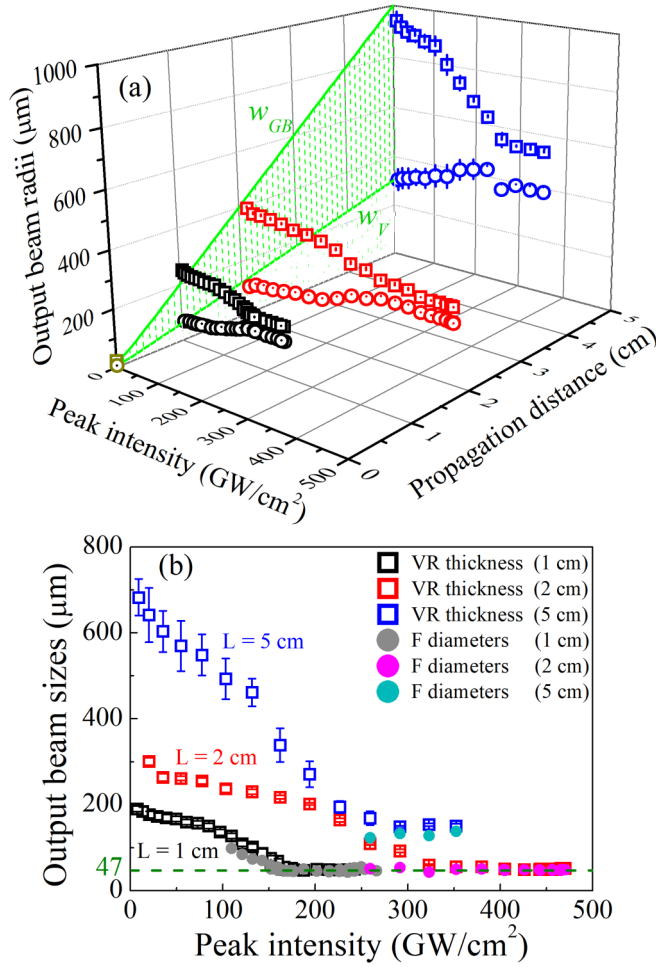 (a)
1000
800
600
400
200
0
Output beam radii (μm)
w_GB
w_V
0
100
200
300
400
500
Peak intensity (GW/cm²)
0
1
2
3
4
5
Propagation distance (cm)
(b)
800
600
400
200
47
0
Output beam sizes (μm)
VR thickness (1 cm)
VR thickness (2 cm)
VR thickness (5 cm)
F diameters (1 cm)
F diameters (2 cm)
F diameters (5 cm)
L = 5 cm
L = 2 cm
L = 1 cm
0 100 200 300 400 500
Peak intensity (GW/cm²)